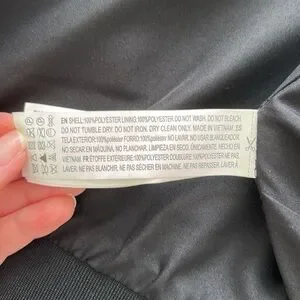 EN SHELL:100%POLYESTER LINING:100%POLYESTER DO NOT WASH. DO NOT BLEACH.
DO NOT TUMBLE DRY. DO NOT IRON. DRY CLEAN ONLY. MADE IN VIETNAM. ES
TELA EXTERIOR:100%poliéster FORRO:100%poliéster NO LAVAR. NO USAR BLANQUEADOR.
NO SECAR EN MÁQUINA. NO PLANCHAR. LIMPIEZA EN SECO. ÚNICAMENTE. HECHO EN
VIETNAM FR ÉTOFFE EXTÉRIEURE:100%POLYESTER DOUBLURE:100%POLYESTER NE PAS
LAVER. NE PAS BLANCHIR. NE PAS SÉCHER EN MACHINE. NE PAS REPASSER. LAVER À